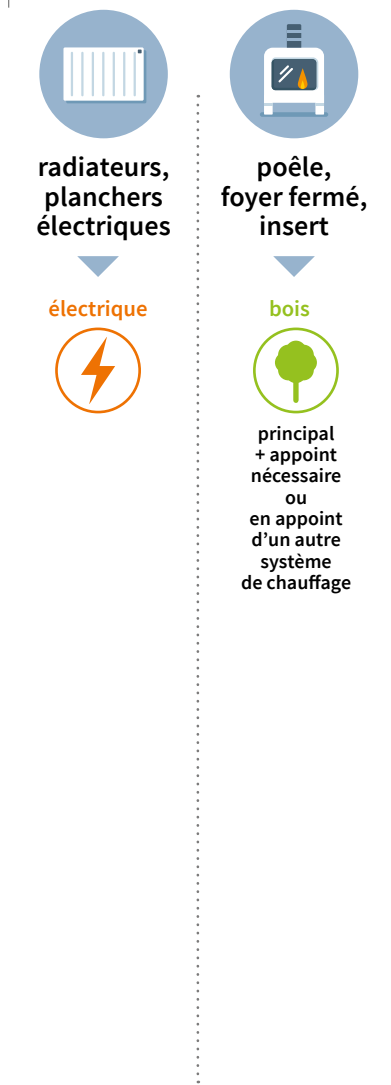 radiateurs,
planchers
électriques
électrique
poêle,
foyer fermé,
insert
bois
principal
+ appoint
nécessaire
ou
en appoint
d'un autre
système
de chauffage